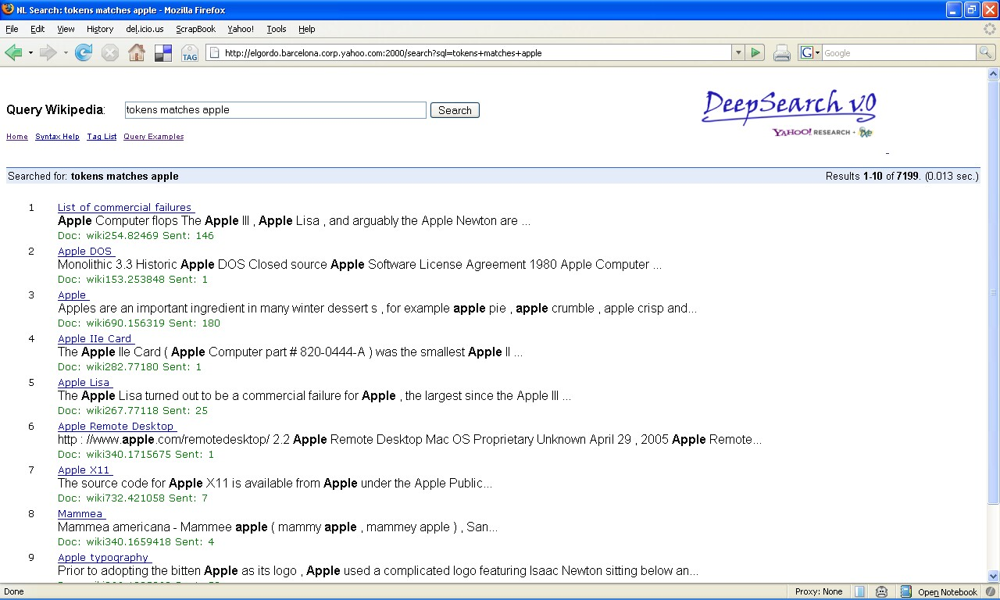 NL Search: tokens matches apple - Mozilla Firefox
File Edit View History del.icio.us ScrapBook Yahoo! Tools Help
TAG http://elgordo.barcelona.corp.yahoo.com:2000/search?sql=tokens+matches+apple G Google
DeepSearch v.0
Query Wikipedia: tokens matches apple Search
YAHOO! RESEARCH
Home Syntax Help Tag List Query Examples
Searched for: tokens matches apple Results 1-10 of 7199. (0.013 sec.)
1 List of commercial failures
Apple Computer flops The Apple III , Apple Lisa , and arguably the Apple Newton are ...
Doc: wiki254.82469 Sent: 146
2 Apple DOS
Monolithic 3.3 Historic Apple DOS Closed source Apple Software License Agreement 1980 Apple Computer ...
Doc: wiki153.253848 Sent: 1
3 Apple
Apples are an important ingredient in many winter dessert s , for example apple pie , apple crumble , apple crisp and...
Doc: wiki690.156319 Sent: 180
4 Apple IIe Card
The Apple IIe Card ( Apple Computer part # 820-0444-A ) was the smallest Apple II ...
Doc: wiki282.77180 Sent: 1
5 Apple Lisa
The Apple Lisa turned out to be a commercial failure for Apple , the largest since the Apple III ...
Doc: wiki267.77118 Sent: 25
6 Apple Remote Desktop
http : //www.apple.com/remotedesktop/ 2.2 Apple Remote Desktop Mac OS Proprietary Unknown April 29 , 2005 Apple Remote...
Doc: wiki340.1715675 Sent: 1
7 Apple X11
The source code for Apple X11 is available from Apple under the Apple Public...
Doc: wiki732.421058 Sent: 7
8 Mammea
Mammea americana - Mammee apple ( mammy apple , mammey apple ) , San...
Doc: wiki340.1659418 Sent: 4
9 Apple typography
Prior to adopting the bitten Apple as its logo , Apple used a complicated logo featuring Isaac Newton sitting below an...
Done Proxy: None Open Notebook